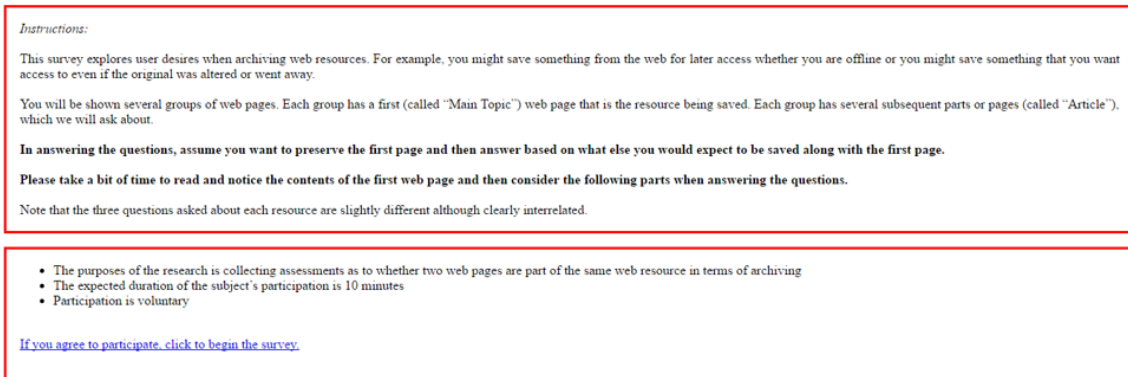 Instructions:
This survey explores user desires when archiving web resources. For example, you might save something from the web for later access whether you are offline or you might save something that you want
access to even if the original was altered or went away.
You will be shown several groups of web pages. Each group has a first (called “Main Topic”) web page that is the resource being saved. Each group has several subsequent parts or pages (called “Article”),
which we will ask about.
In answering the questions, assume you want to preserve the first page and then answer based on what else you would expect to be saved along with the first page.
Please take a bit of time to read and notice the contents of the first web page and then consider the following parts when answering the questions.
Note that the three questions asked about each resource are slightly different although clearly interrelated.
• The purposes of the research is collecting assessments as to whether two web pages are part of the same web resource in terms of archiving
• The expected duration of the subject's participation is 10 minutes
• Participation is voluntary
If you agree to participate, click to begin the survey.